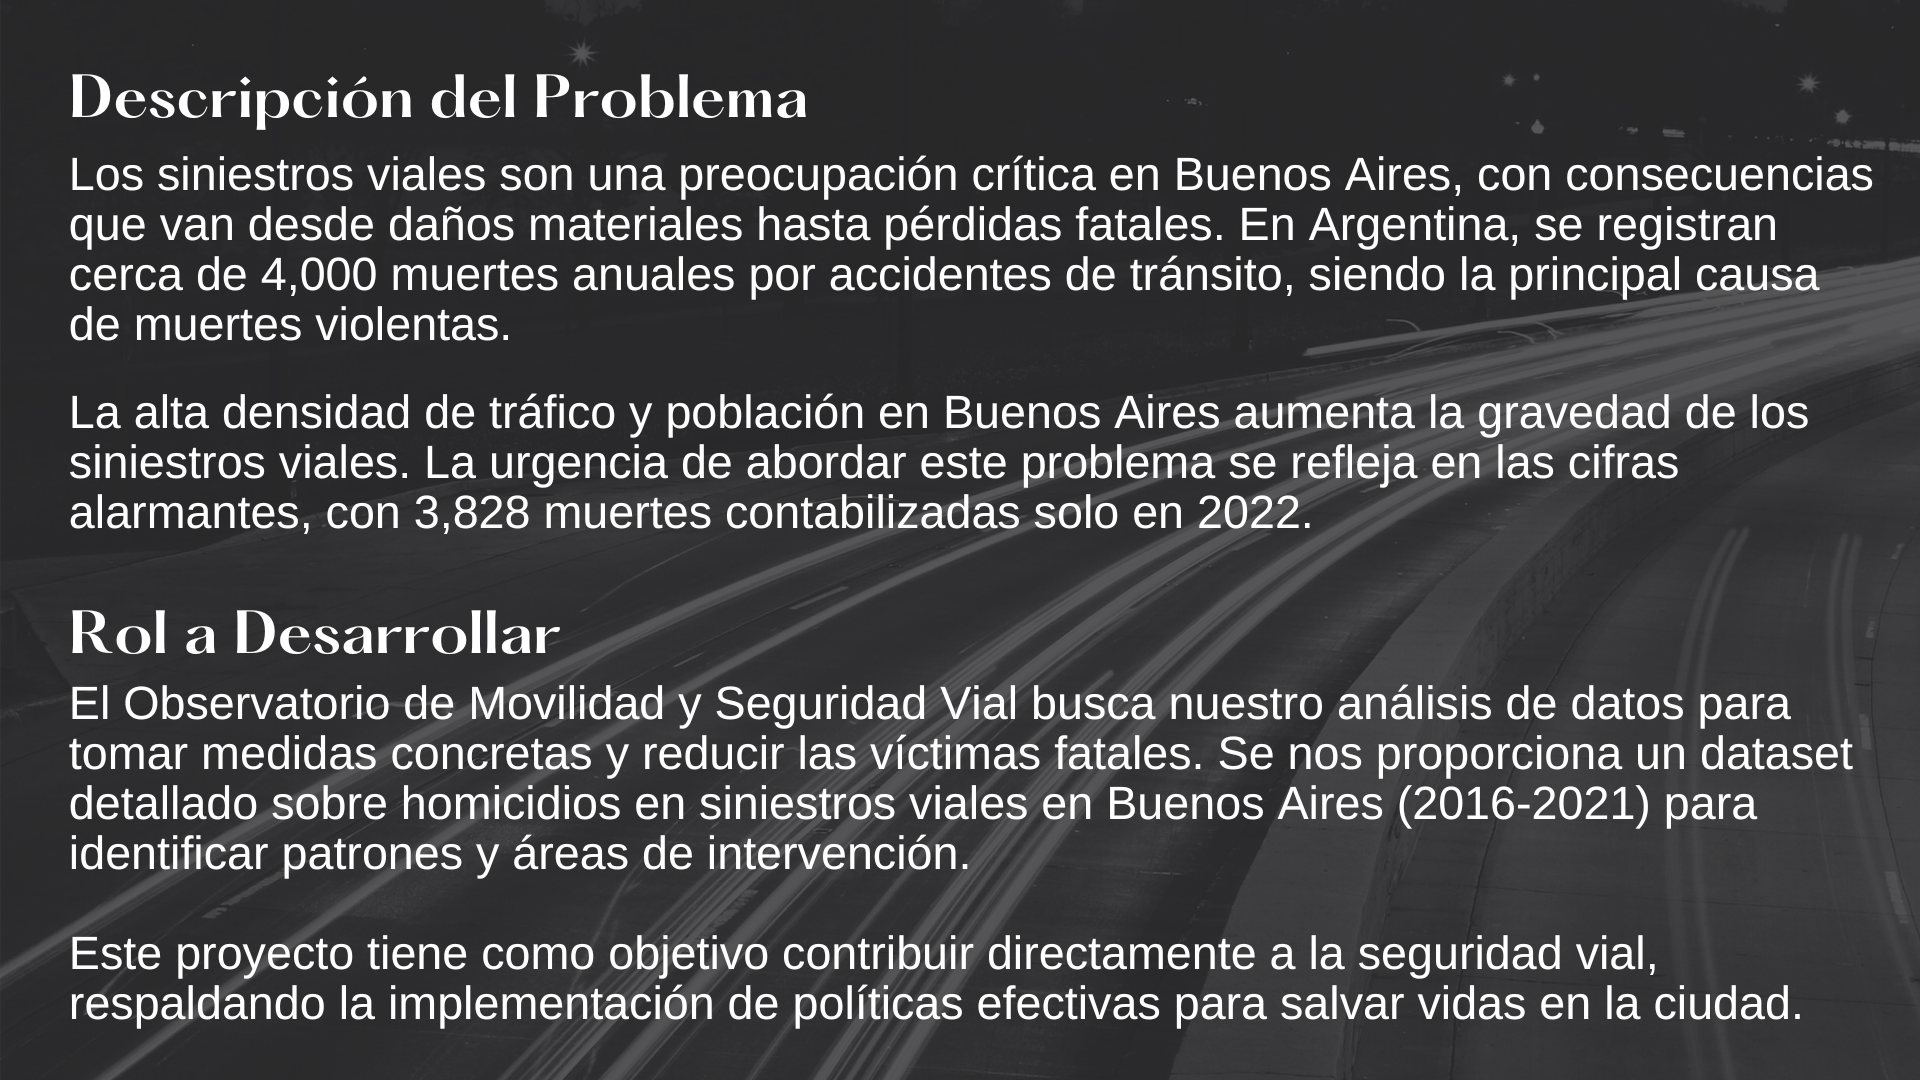 Descripción del Problema
Los siniestros viales son una preocupación crítica en Buenos Aires, con consecuencias
que van desde daños materiales hasta pérdidas fatales. En Argentina, se registran
cerca de 4,000 muertes anuales por accidentes de tránsito, siendo la principal causa
de muertes violentas.
La alta densidad de tráfico y población en Buenos Aires aumenta la gravedad de los
siniestros viales. La urgencia de abordar este problema se refleja en las cifras
alarmantes, con 3,828 muertes contabilizadas solo en 2022.
Rol a Desarrollar
El Observatorio de Movilidad y Seguridad Vial busca nuestro análisis de datos para
tomar medidas concretas y reducir las víctimas fatales. Se nos proporciona un dataset
detallado sobre homicidios en siniestros viales en Buenos Aires (2016-2021) para
identificar patrones y áreas de intervención.
Este proyecto tiene como objetivo contribuir directamente a la seguridad vial,
respaldando la implementación de políticas efectivas para salvar vidas en la ciudad.